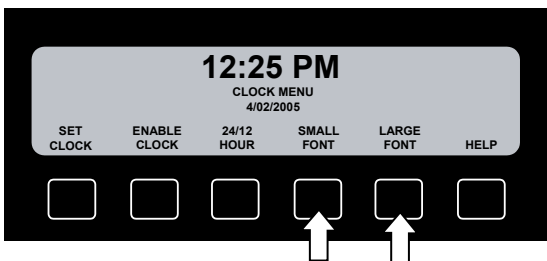 12:25 PM
CLOCK MENU
4/02/2005
SET ENABLE 24/12 SMALL LARGE
CLOCK CLOCK HOUR FONT FONT HELP